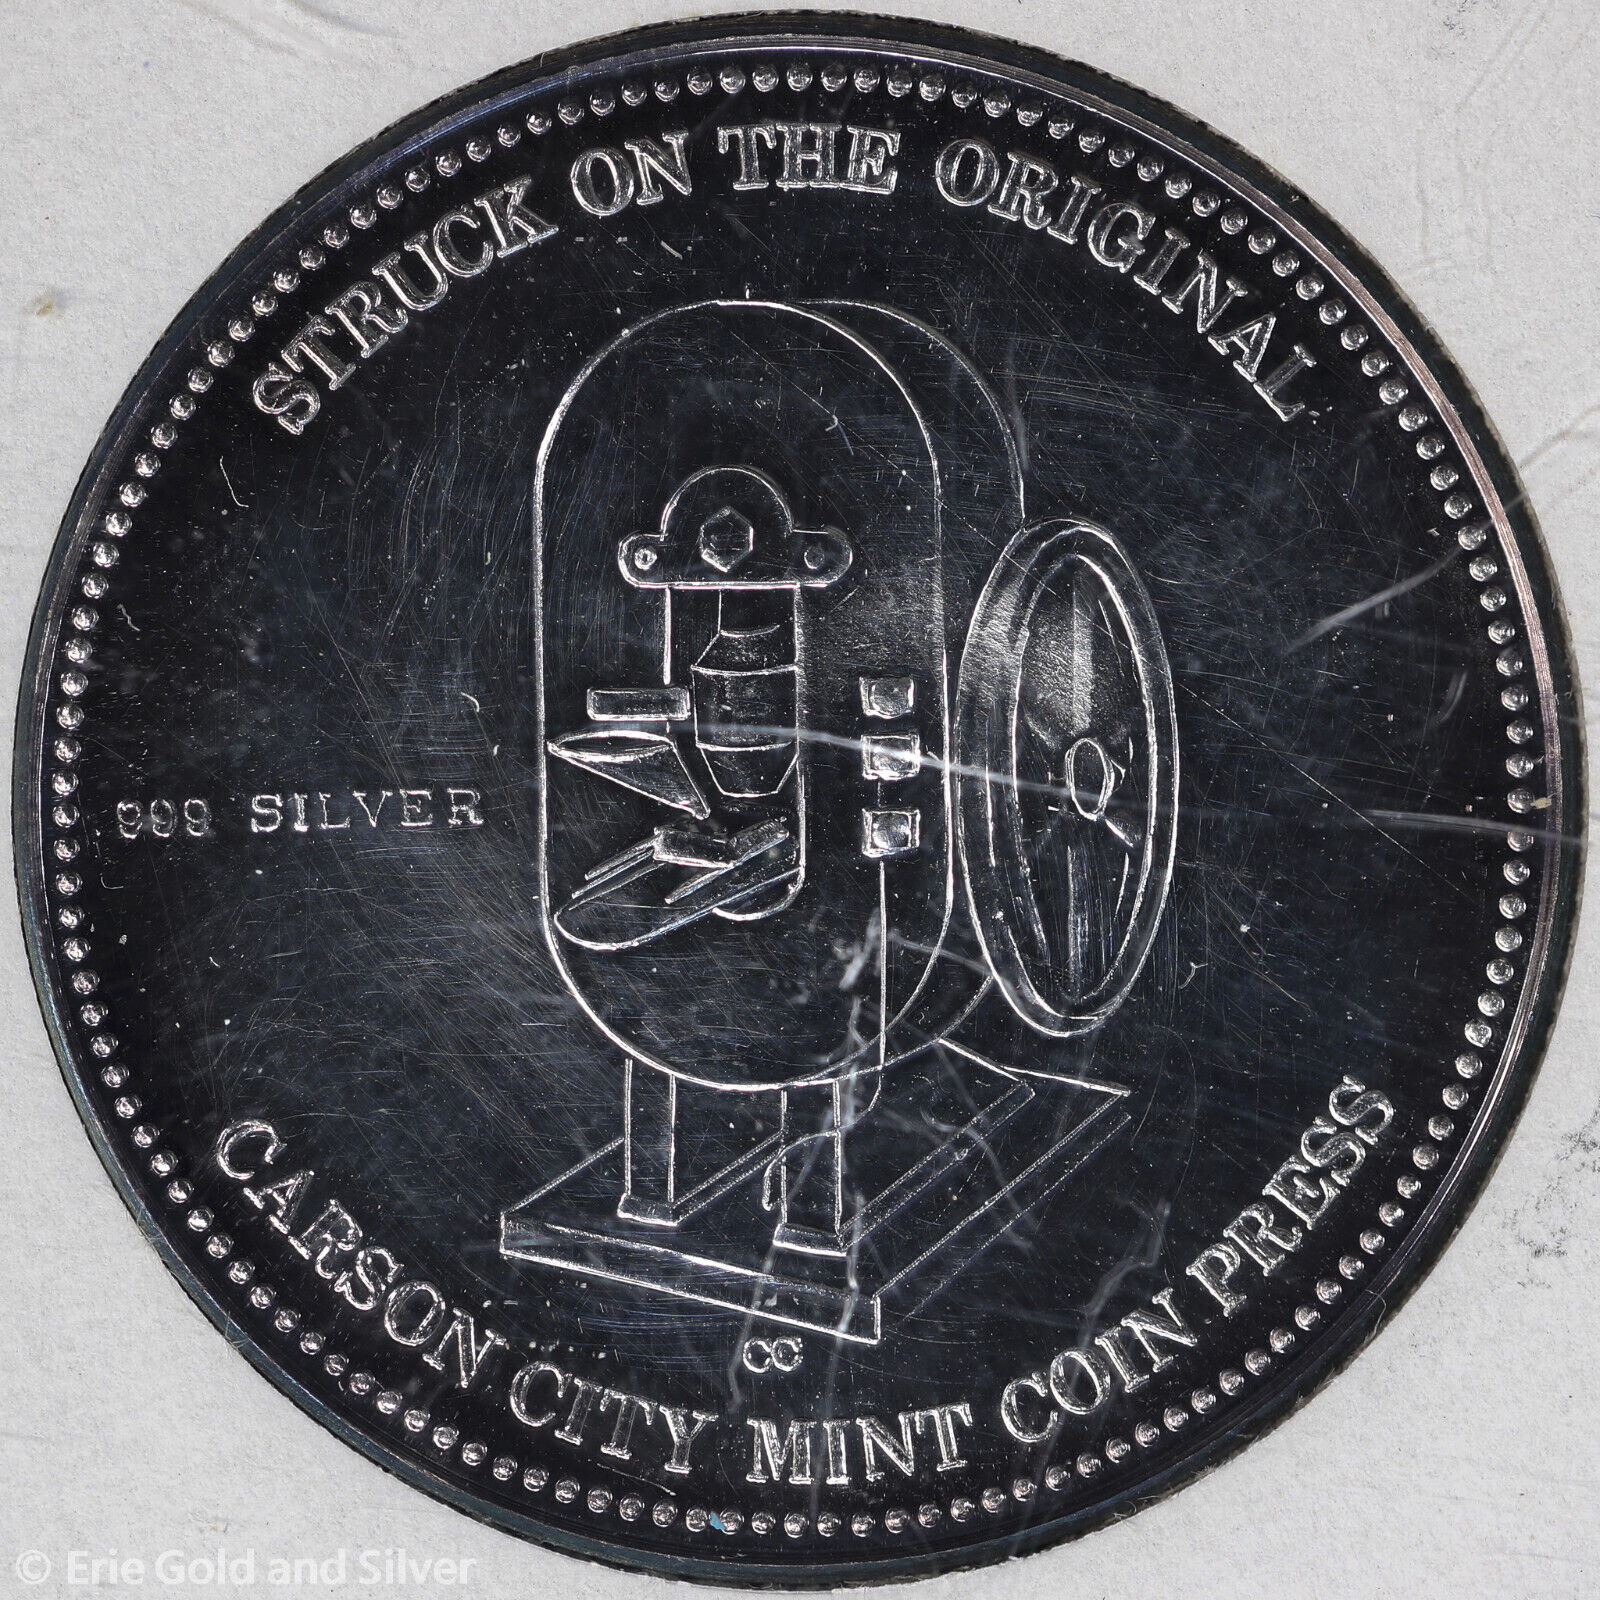 STRUCK ON THE ORIGINAL
999 SILVER
CC
CARSON CITY MINT COIN PRESS
© Erie Gold and Silver